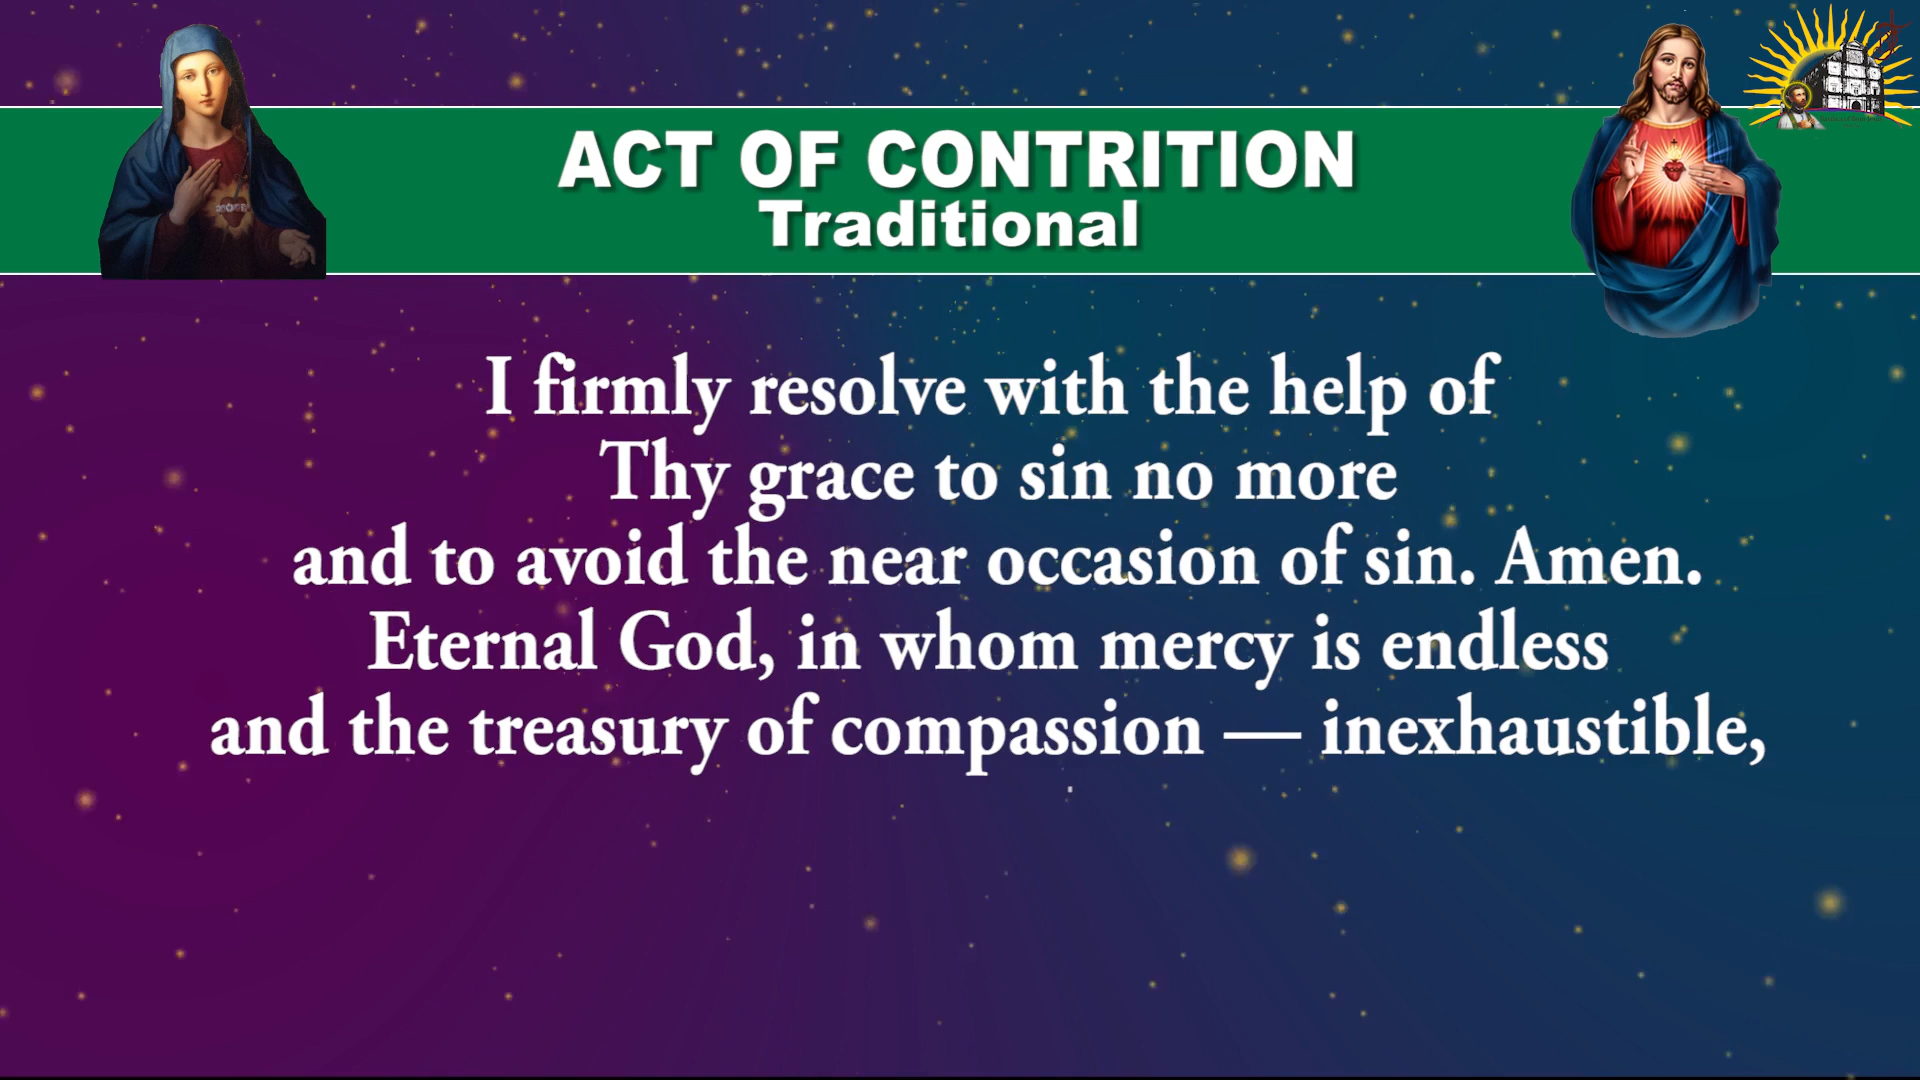 ACT OF CONTRITION
Traditional
I firmly resolve with the help of
Thy grace to sin no more
and to avoid the near occasion of sin. Amen.
Eternal God, in whom mercy is endless
and the treasury of compassion — inexhaustible,